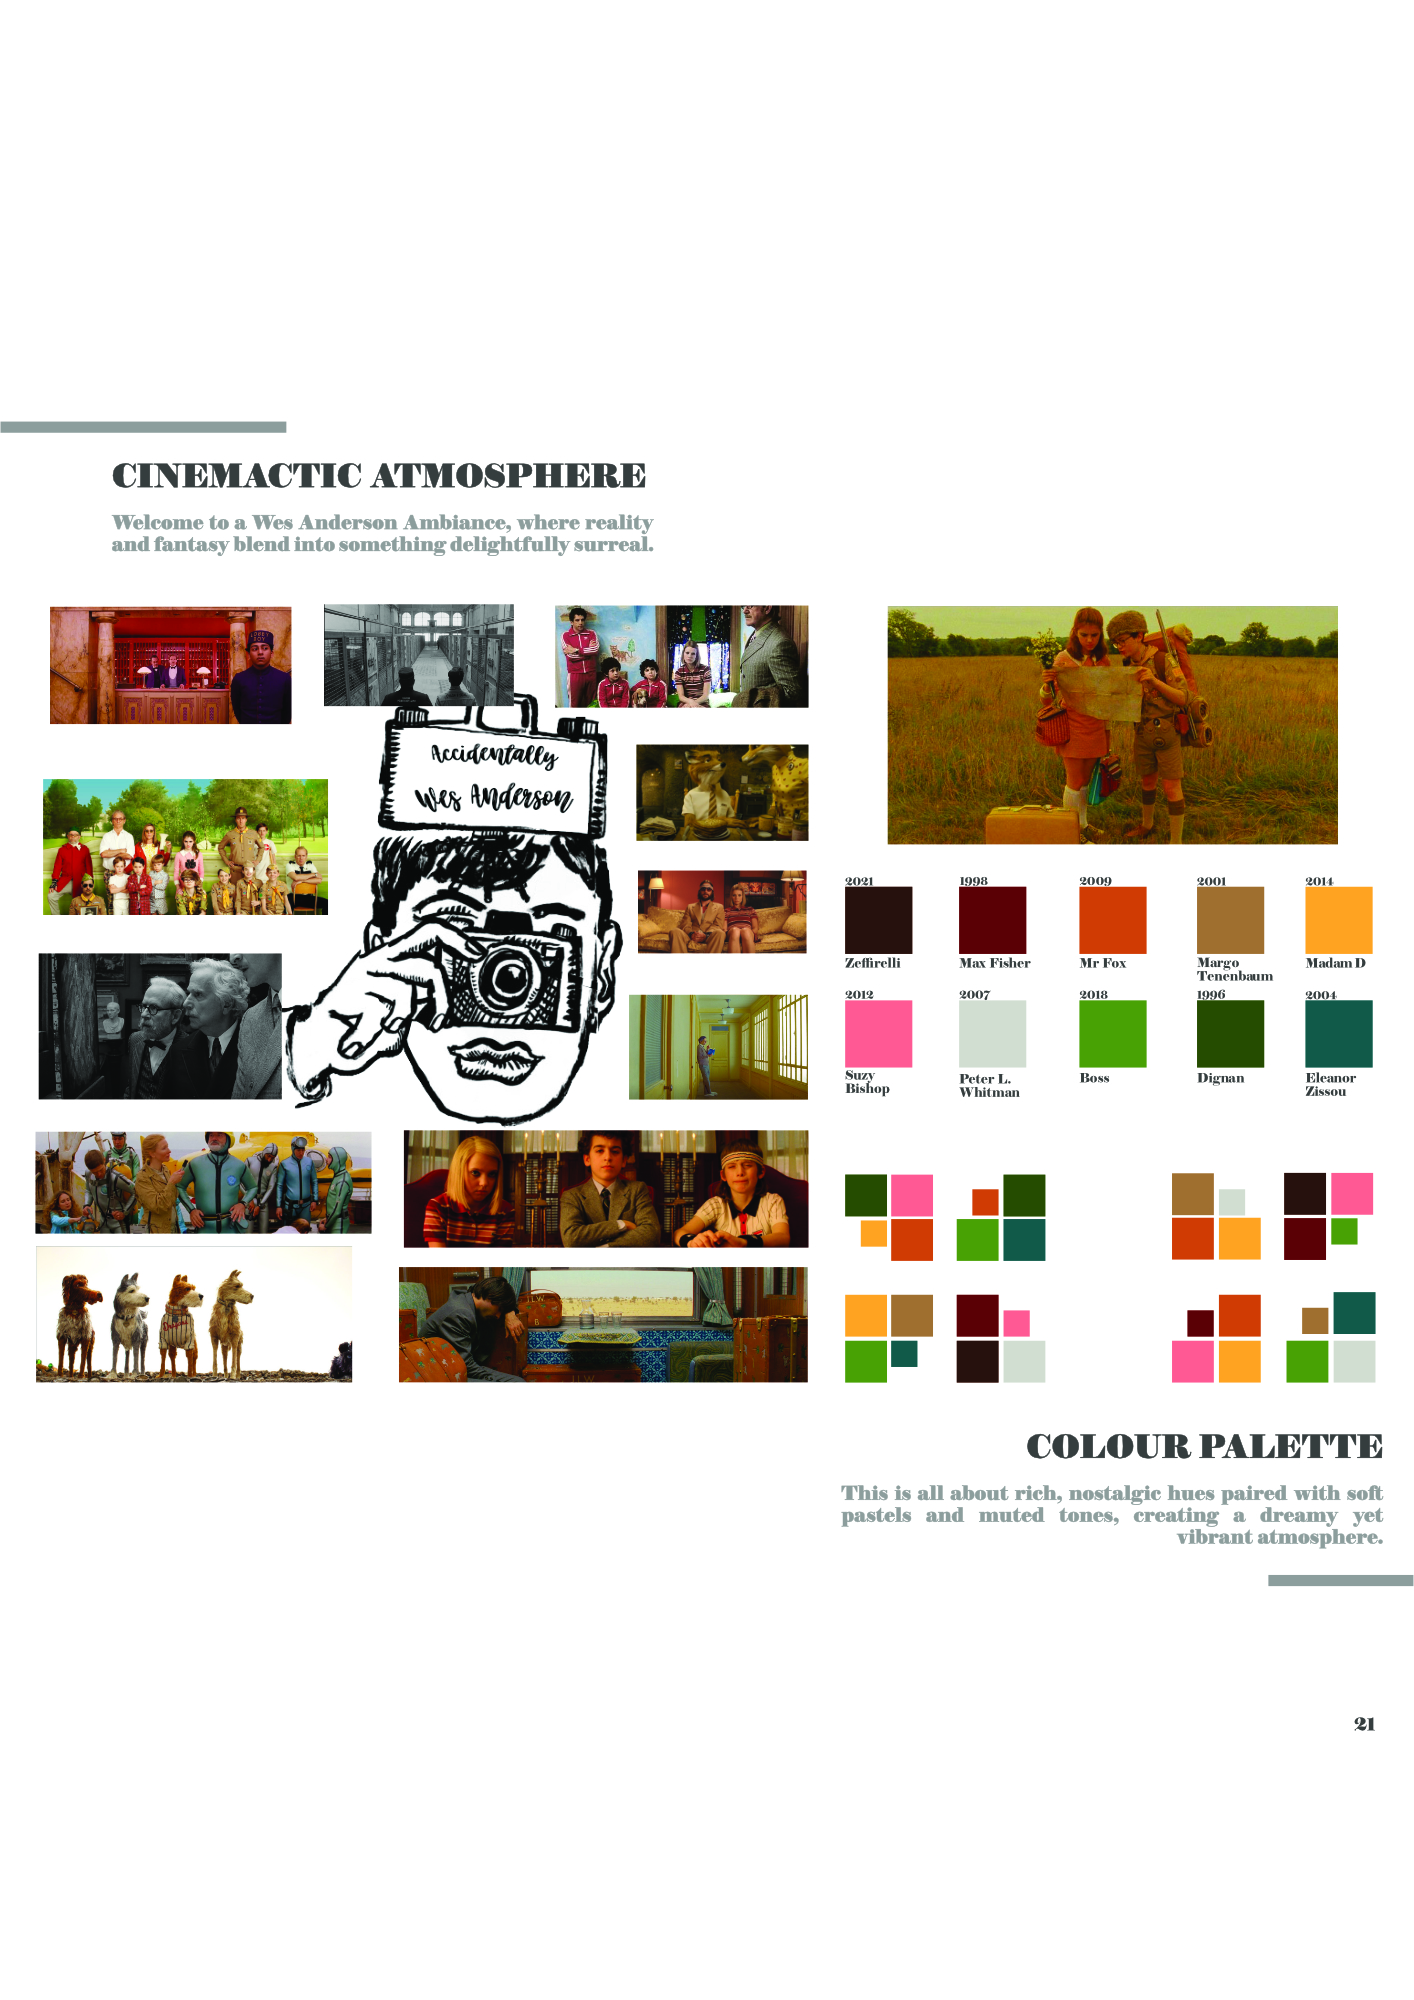 CINEMACTIC ATMOSPHERE
Welcome to a Wes Anderson Ambiance, where reality
and fantasy blend into something delightfully surreal.
LOBBY
BOY
Accidentally
Wes Anderson
2021
Zeffirelli
1998
Max Fisher
2009
Mr Fox
2001
Margo
Tenenbaum
2014
Madam D
2012
Suzy
Bishop
2007
Peter L.
Whitman
2018
Boss
1996
Dignan
2004
Eleanor
Zissou
COLOUR PALETTE
This is all about rich, nostalgic hues paired with soft
pastels and muted tones, creating a dreamy yet
vibrant atmosphere.
21